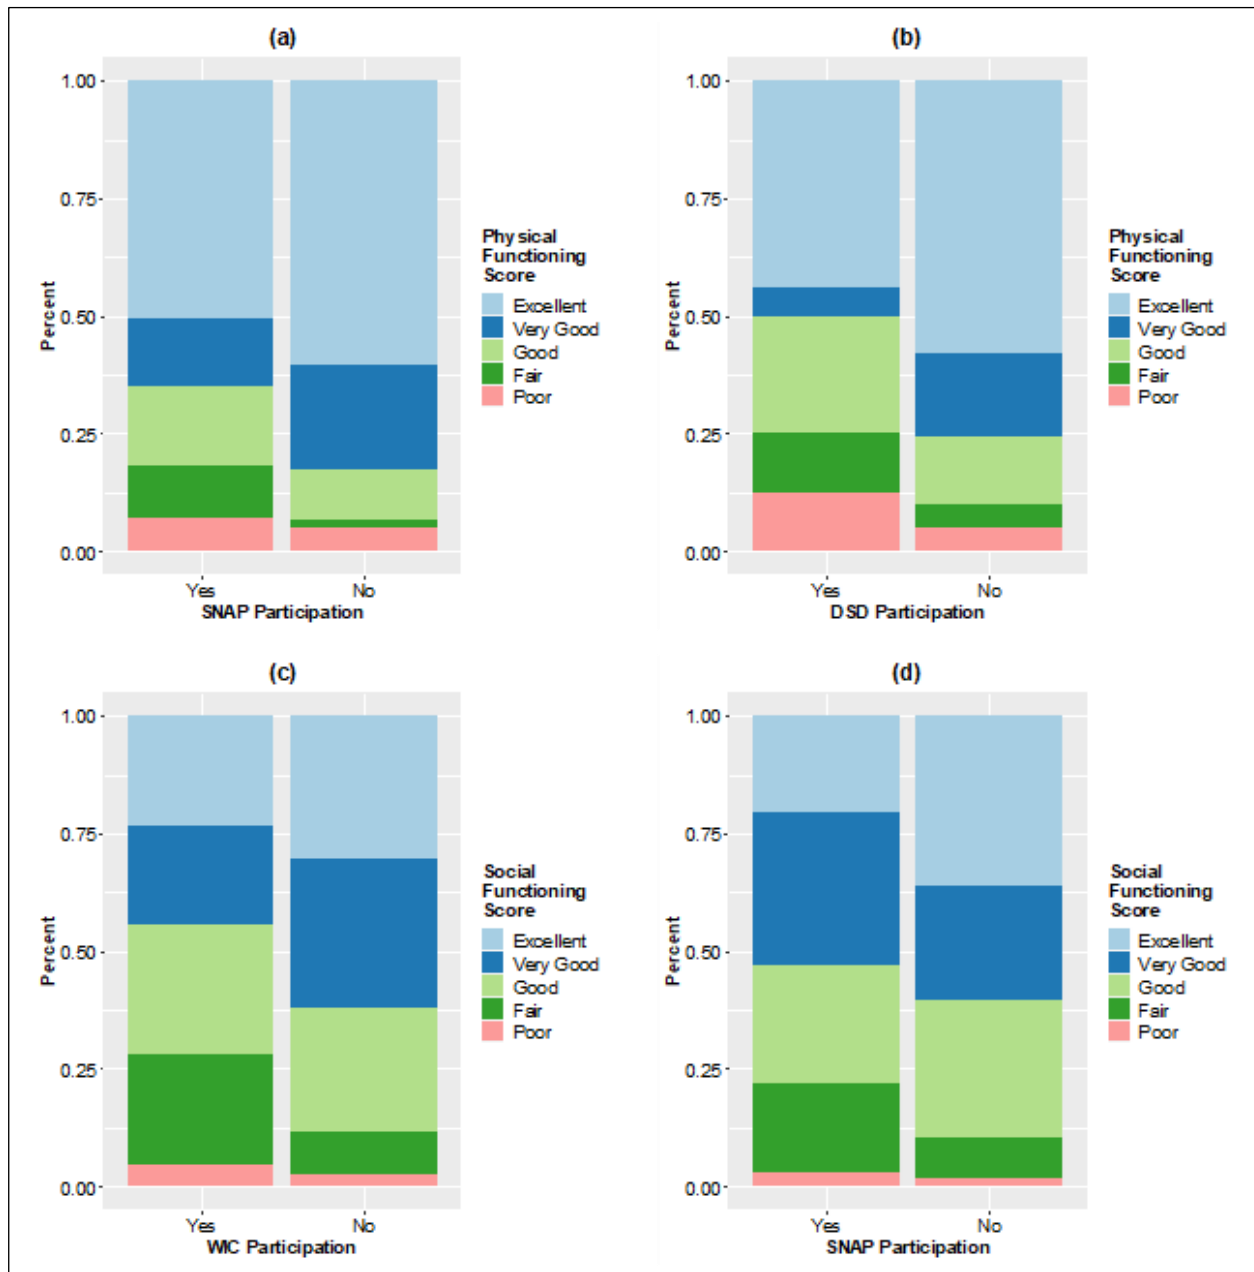 (a)
1.00
0.75
0.50
0.25
0.00
Percent
Yes
No
SNAP Participation
Physical
Functioning
Score
Excellent
Very Good
Good
Fair
Poor
(b)
1.00
0.75
0.50
0.25
0.00
Percent
Yes
No
DSD Participation
Physical
Functioning
Score
Excellent
Very Good
Good
Fair
Poor
(c)
1.00
0.75
0.50
0.25
0.00
Percent
Yes
No
WIC Participation
Social
Functioning
Score
Excellent
Very Good
Good
Fair
Poor
(d)
1.00
0.75
0.50
0.25
0.00
Percent
Yes
No
SNAP Participation
Social
Functioning
Score
Excellent
Very Good
Good
Fair
Poor